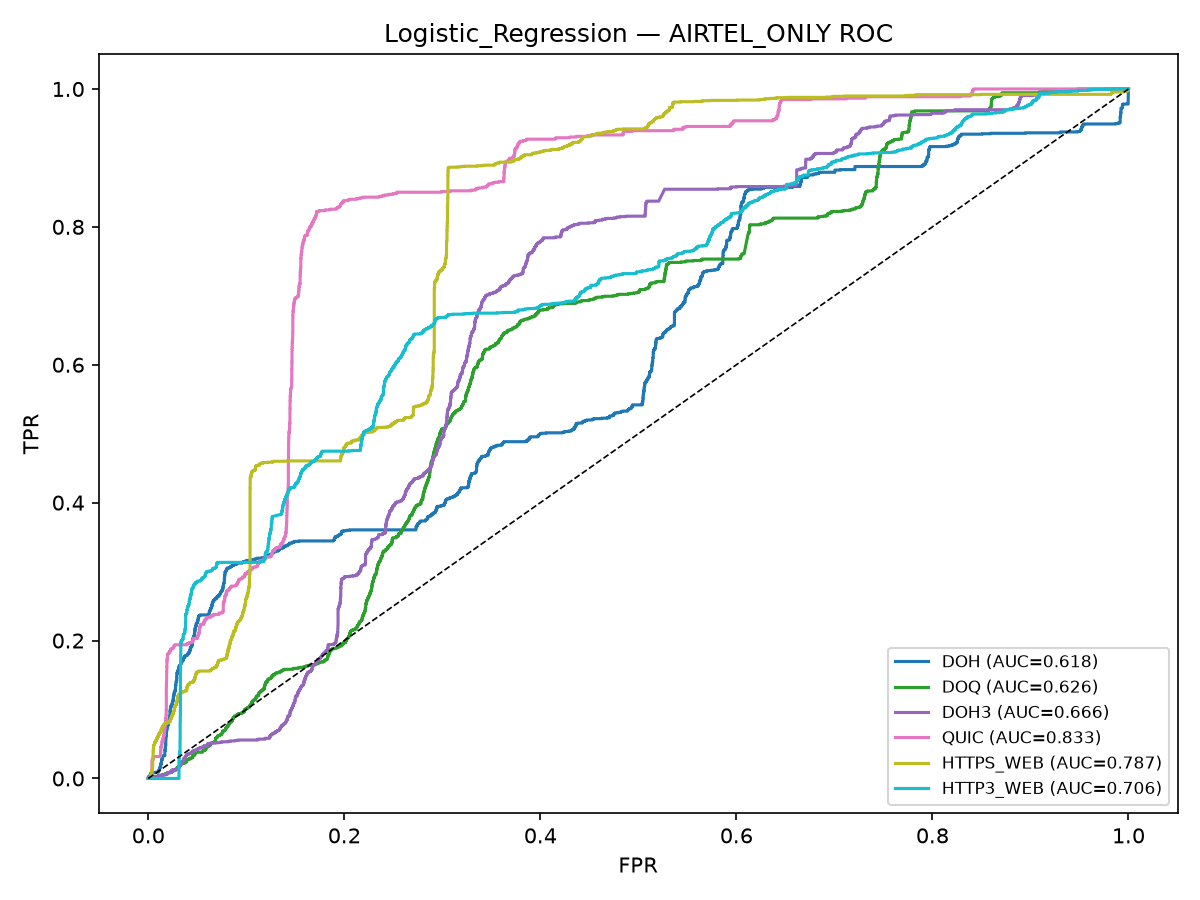 Logistic_Regression — AIRTEL_ONLY ROC
1.0
0.8
0.6
0.4
0.2
0.0
TPR
0.0 0.2 0.4 0.6 0.8 1.0
FPR
DOH (AUC=0.618)
DOQ (AUC=0.626)
DOH3 (AUC=0.666)
QUIC (AUC=0.833)
HTTPS_WEB (AUC=0.787)
HTTP3_WEB (AUC=0.706)